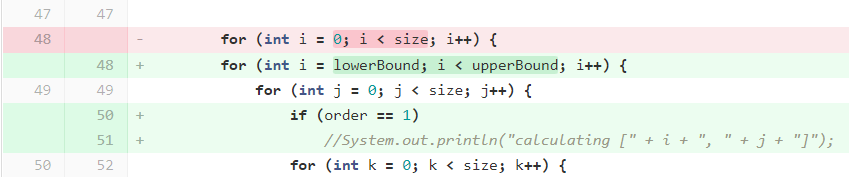 47 47
48 - for (int i = 0; i < size; i++) {
48 + for (int i = lowerBound; i < upperBound; i++) {
49 49 for (int j = 0; j < size; j++) {
50 + if (order == 1)
51 + //System.out.println("calculating [" + i + ", " + j + "]");
50 52 for (int k = 0; k < size; k++) {